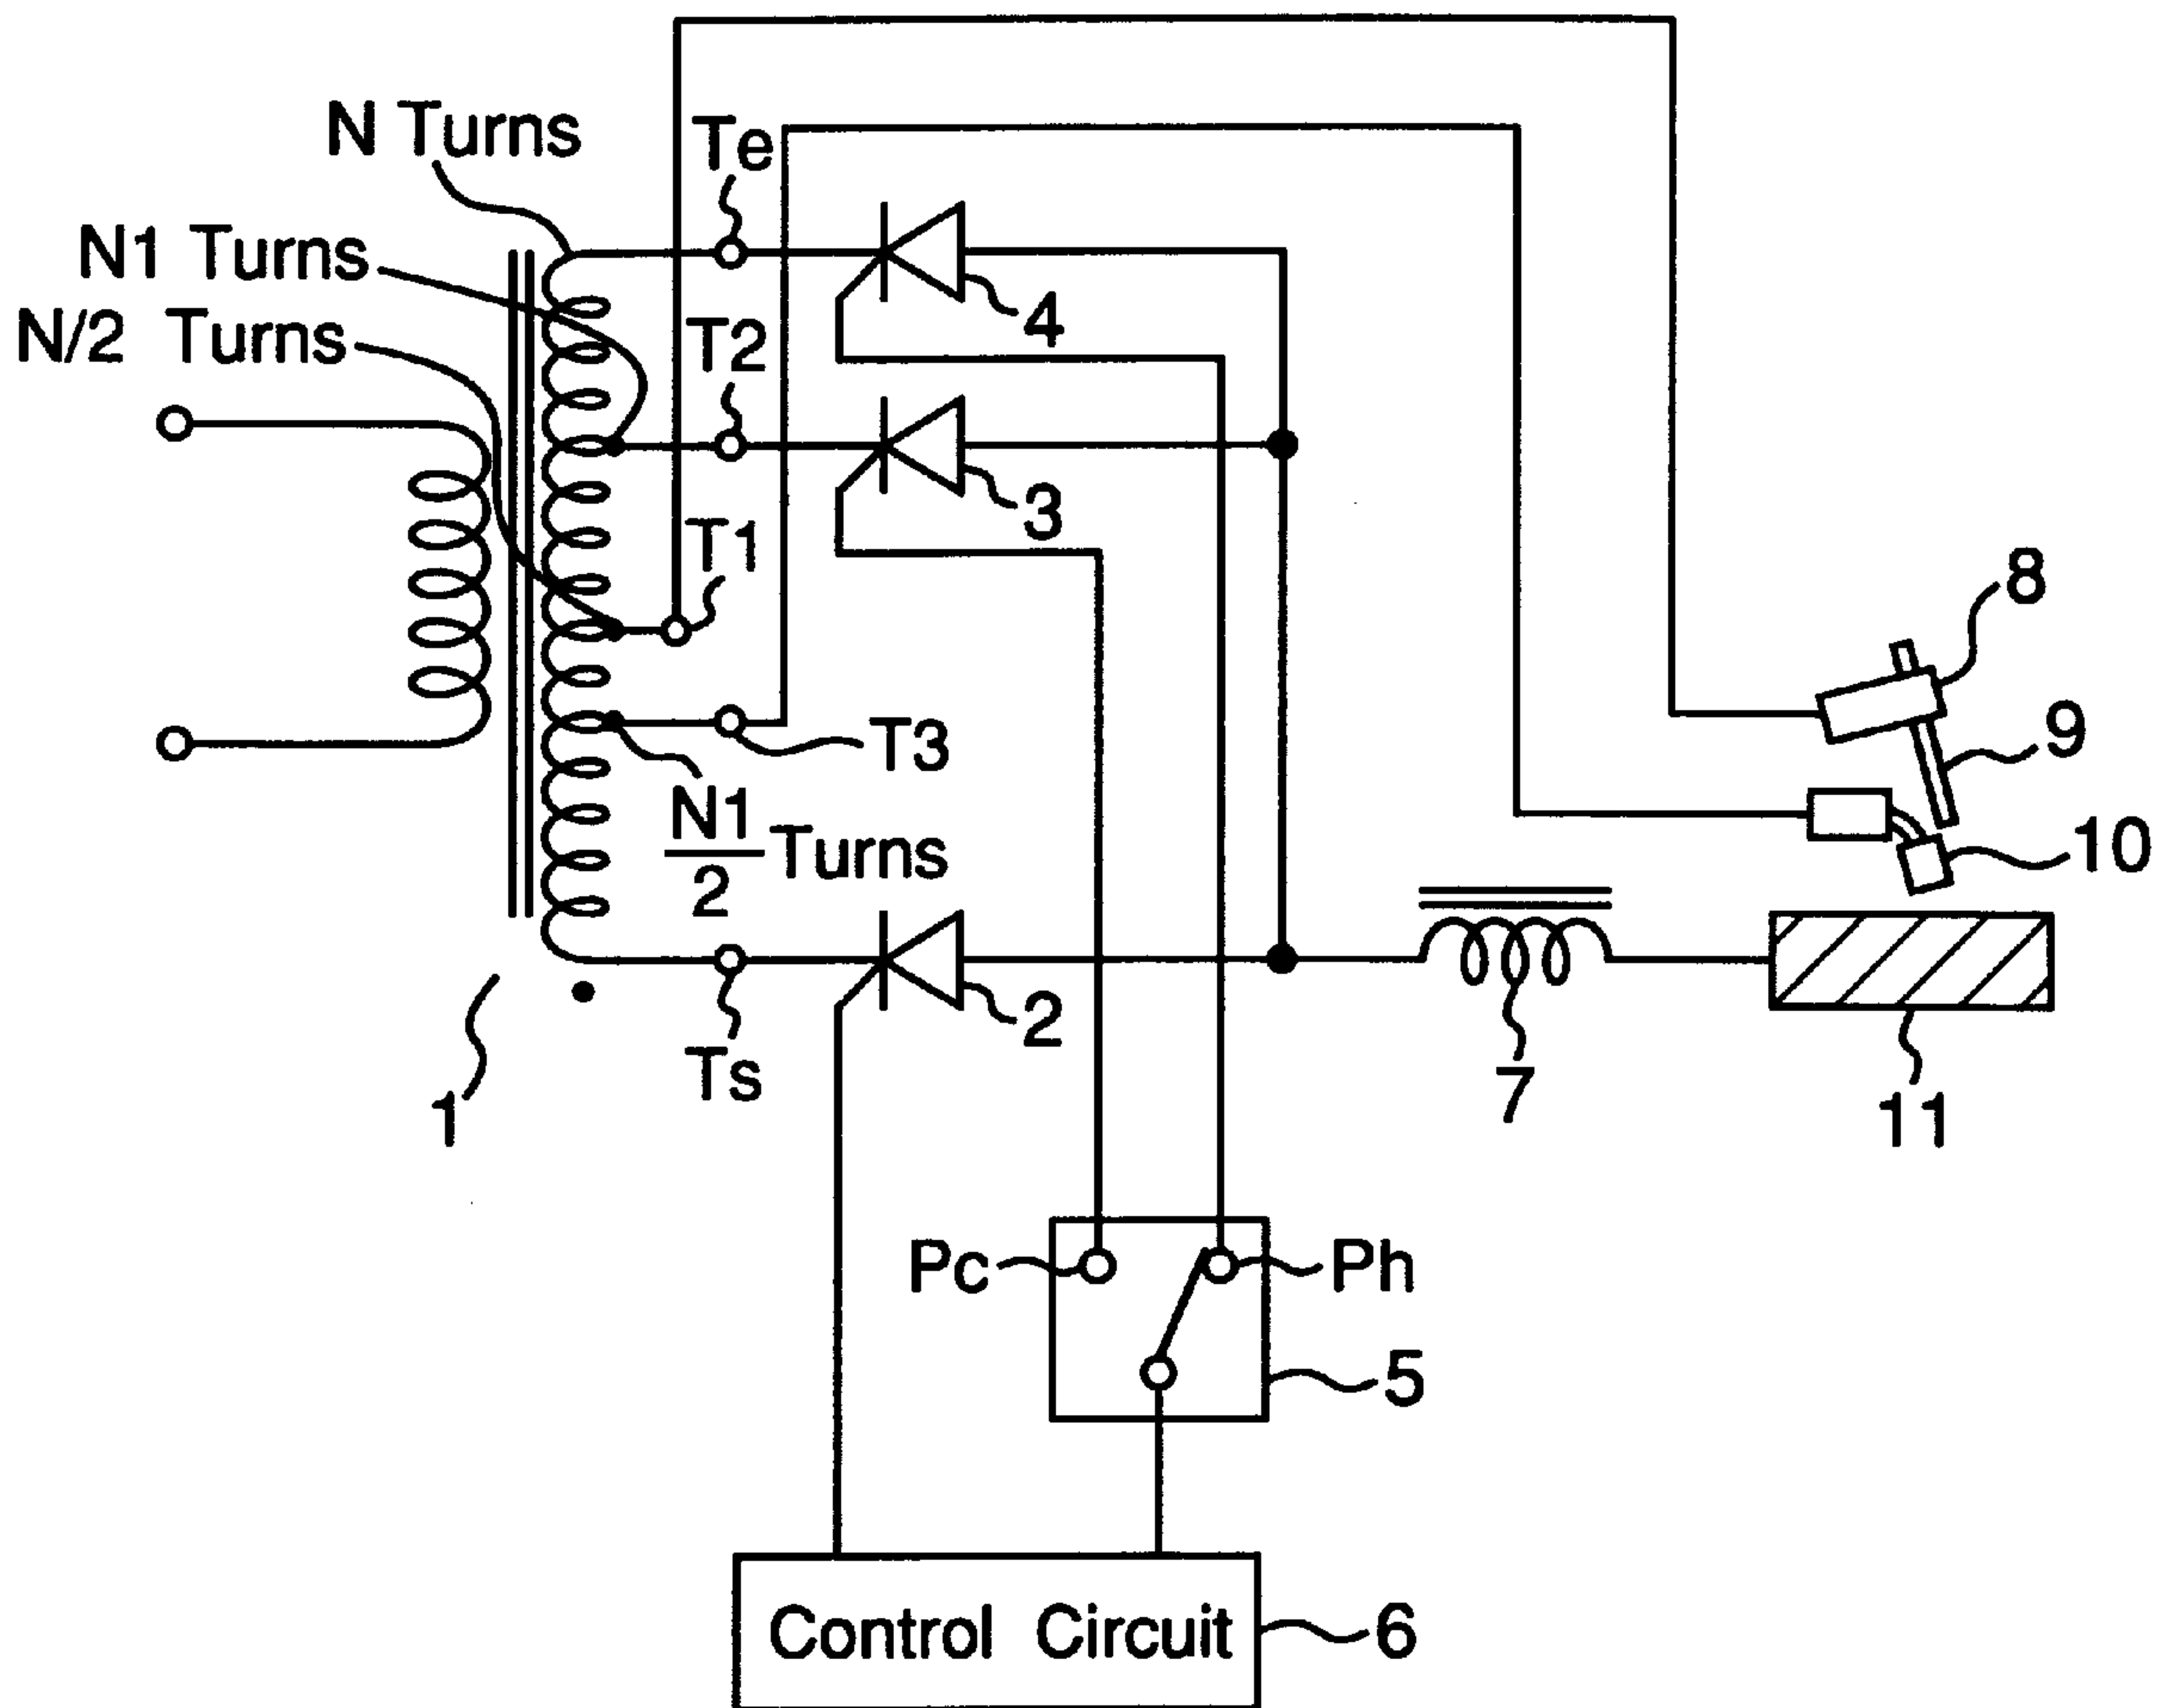 N Turns
Te
N1 Turns
N/2 Turns
4
T2
3
T1
8
9
T3
N1/2 Turns
10
2
Ts
1
7
11
Pc
Ph
5
Control Circuit
6